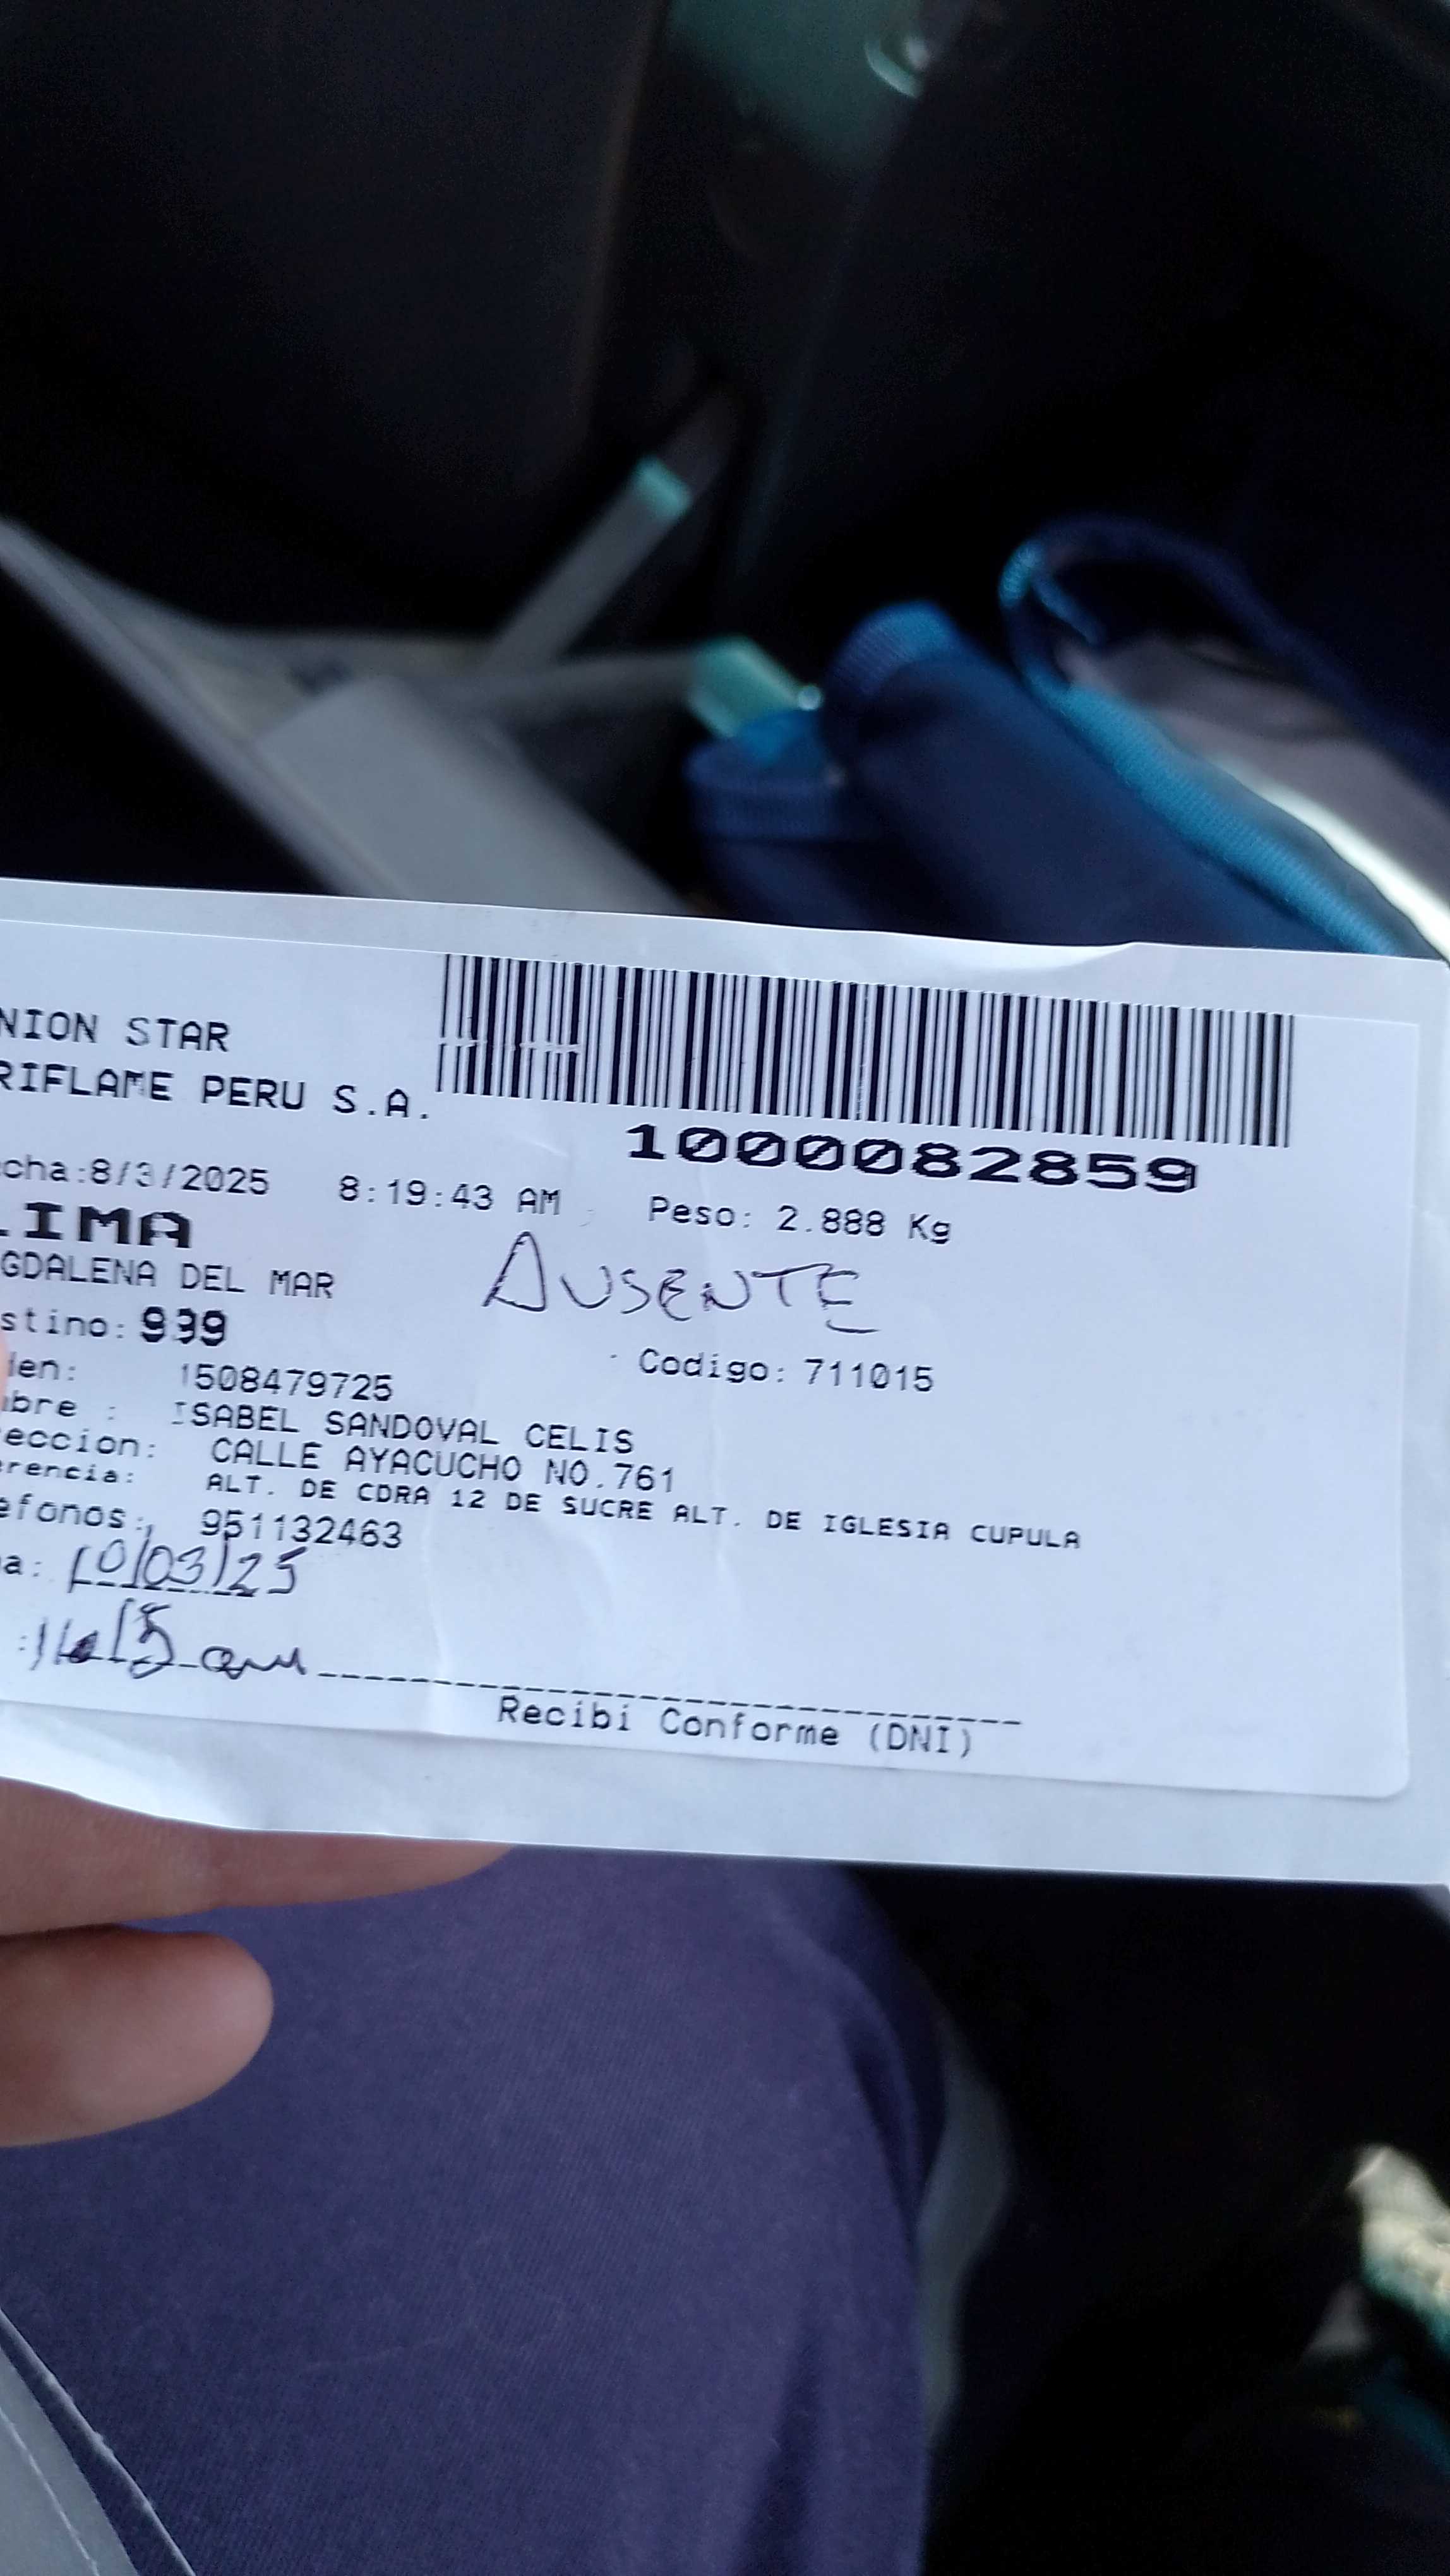 NION STAR
RIFLAME PERU S.A.
1000082859
cha:8/3/2025 8:19:43 AM Peso: 2.888 Kg
LIMA
GDALENA DEL MAR
AUSENTE
stino: 939
Codigo: 711015
den: 1508479725
bre : ISABEL SANDOVAL CELIS
eccion: CALLE AYACUCHO NO.761
erencia: ALT. DE CDRA 12 DE SUCRE ALT. DE IGLESIA CUPULA
efonos: 951132463
a: 10/03/25
Recibi Conforme (DNI)